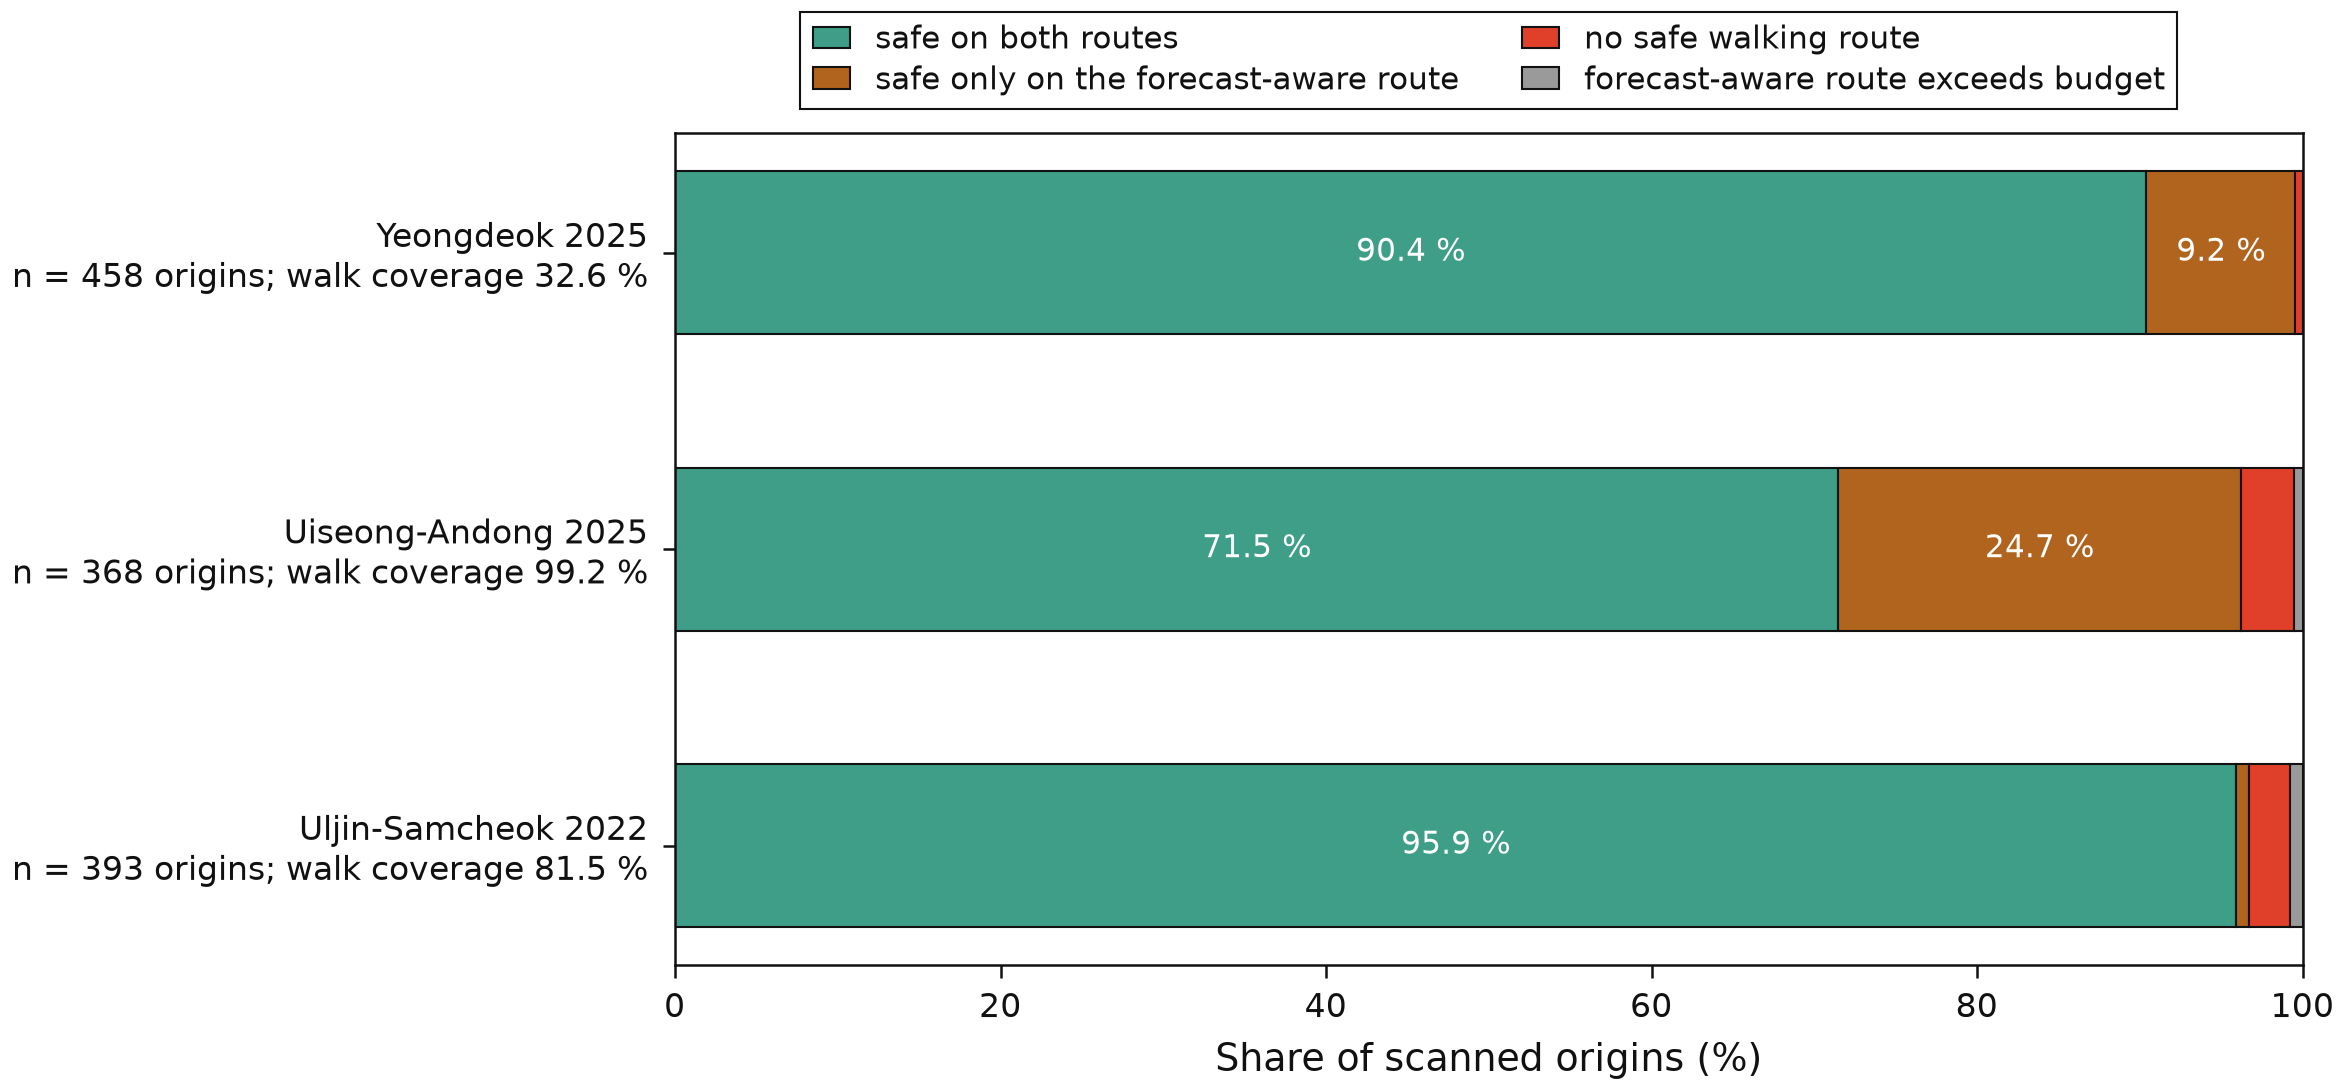 safe on both routes
safe only on the forecast-aware route
no safe walking route
forecast-aware route exceeds budget
Yeongdeok 2025
n = 458 origins; walk coverage 32.6 %
90.4 %
9.2 %
Uiseong-Andong 2025
n = 368 origins; walk coverage 99.2 %
71.5 %
24.7 %
Uljin-Samcheok 2022
n = 393 origins; walk coverage 81.5 %
95.9 %
0
20
40
60
80
100
Share of scanned origins (%)